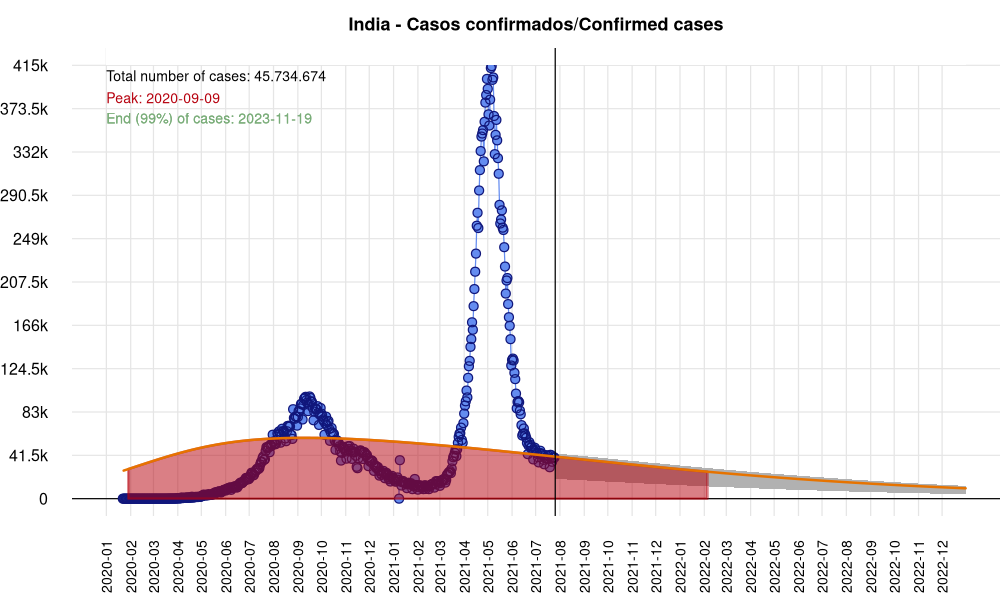 India - Casos confirmados/Confirmed cases
Total number of cases: 45.734.674
Peak: 2020-09-09
End (99%) of cases: 2023-11-19
415k
373.5k
332k
290.5k
249k
207.5k
166k
124.5k
83k
41.5k
0
2020-01
2020-02
2020-03
2020-04
2020-05
2020-06
2020-07
2020-08
2020-09
2020-10
2020-11
2020-12
2021-01
2021-02
2021-03
2021-04
2021-05
2021-06
2021-07
2021-08
2021-09
2021-10
2021-11
2021-12
2022-01
2022-02
2022-03
2022-04
2022-05
2022-06
2022-07
2022-08
2022-09
2022-10
2022-11
2022-12